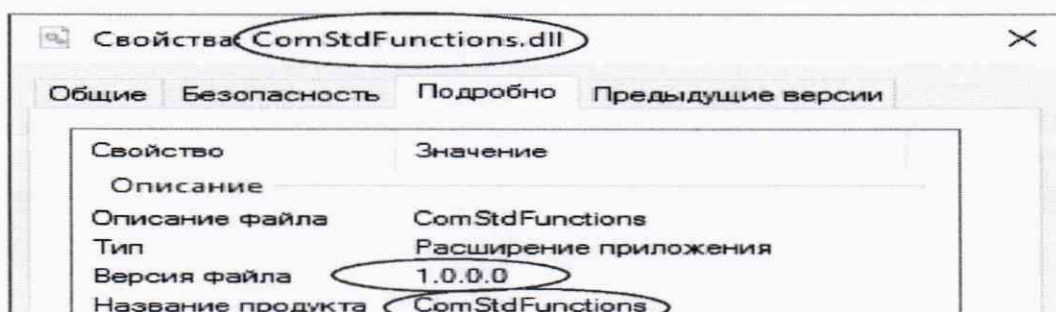 Свойства: ComStdFunctions.dll
Общие Безопасность Подробно Предыдущие версии
Свойство Значение
Описание
Описание файла ComStdFunctions
Тип Расширение приложения
Версия файла 1.0.0.0
Название продукта ComStdFunctions